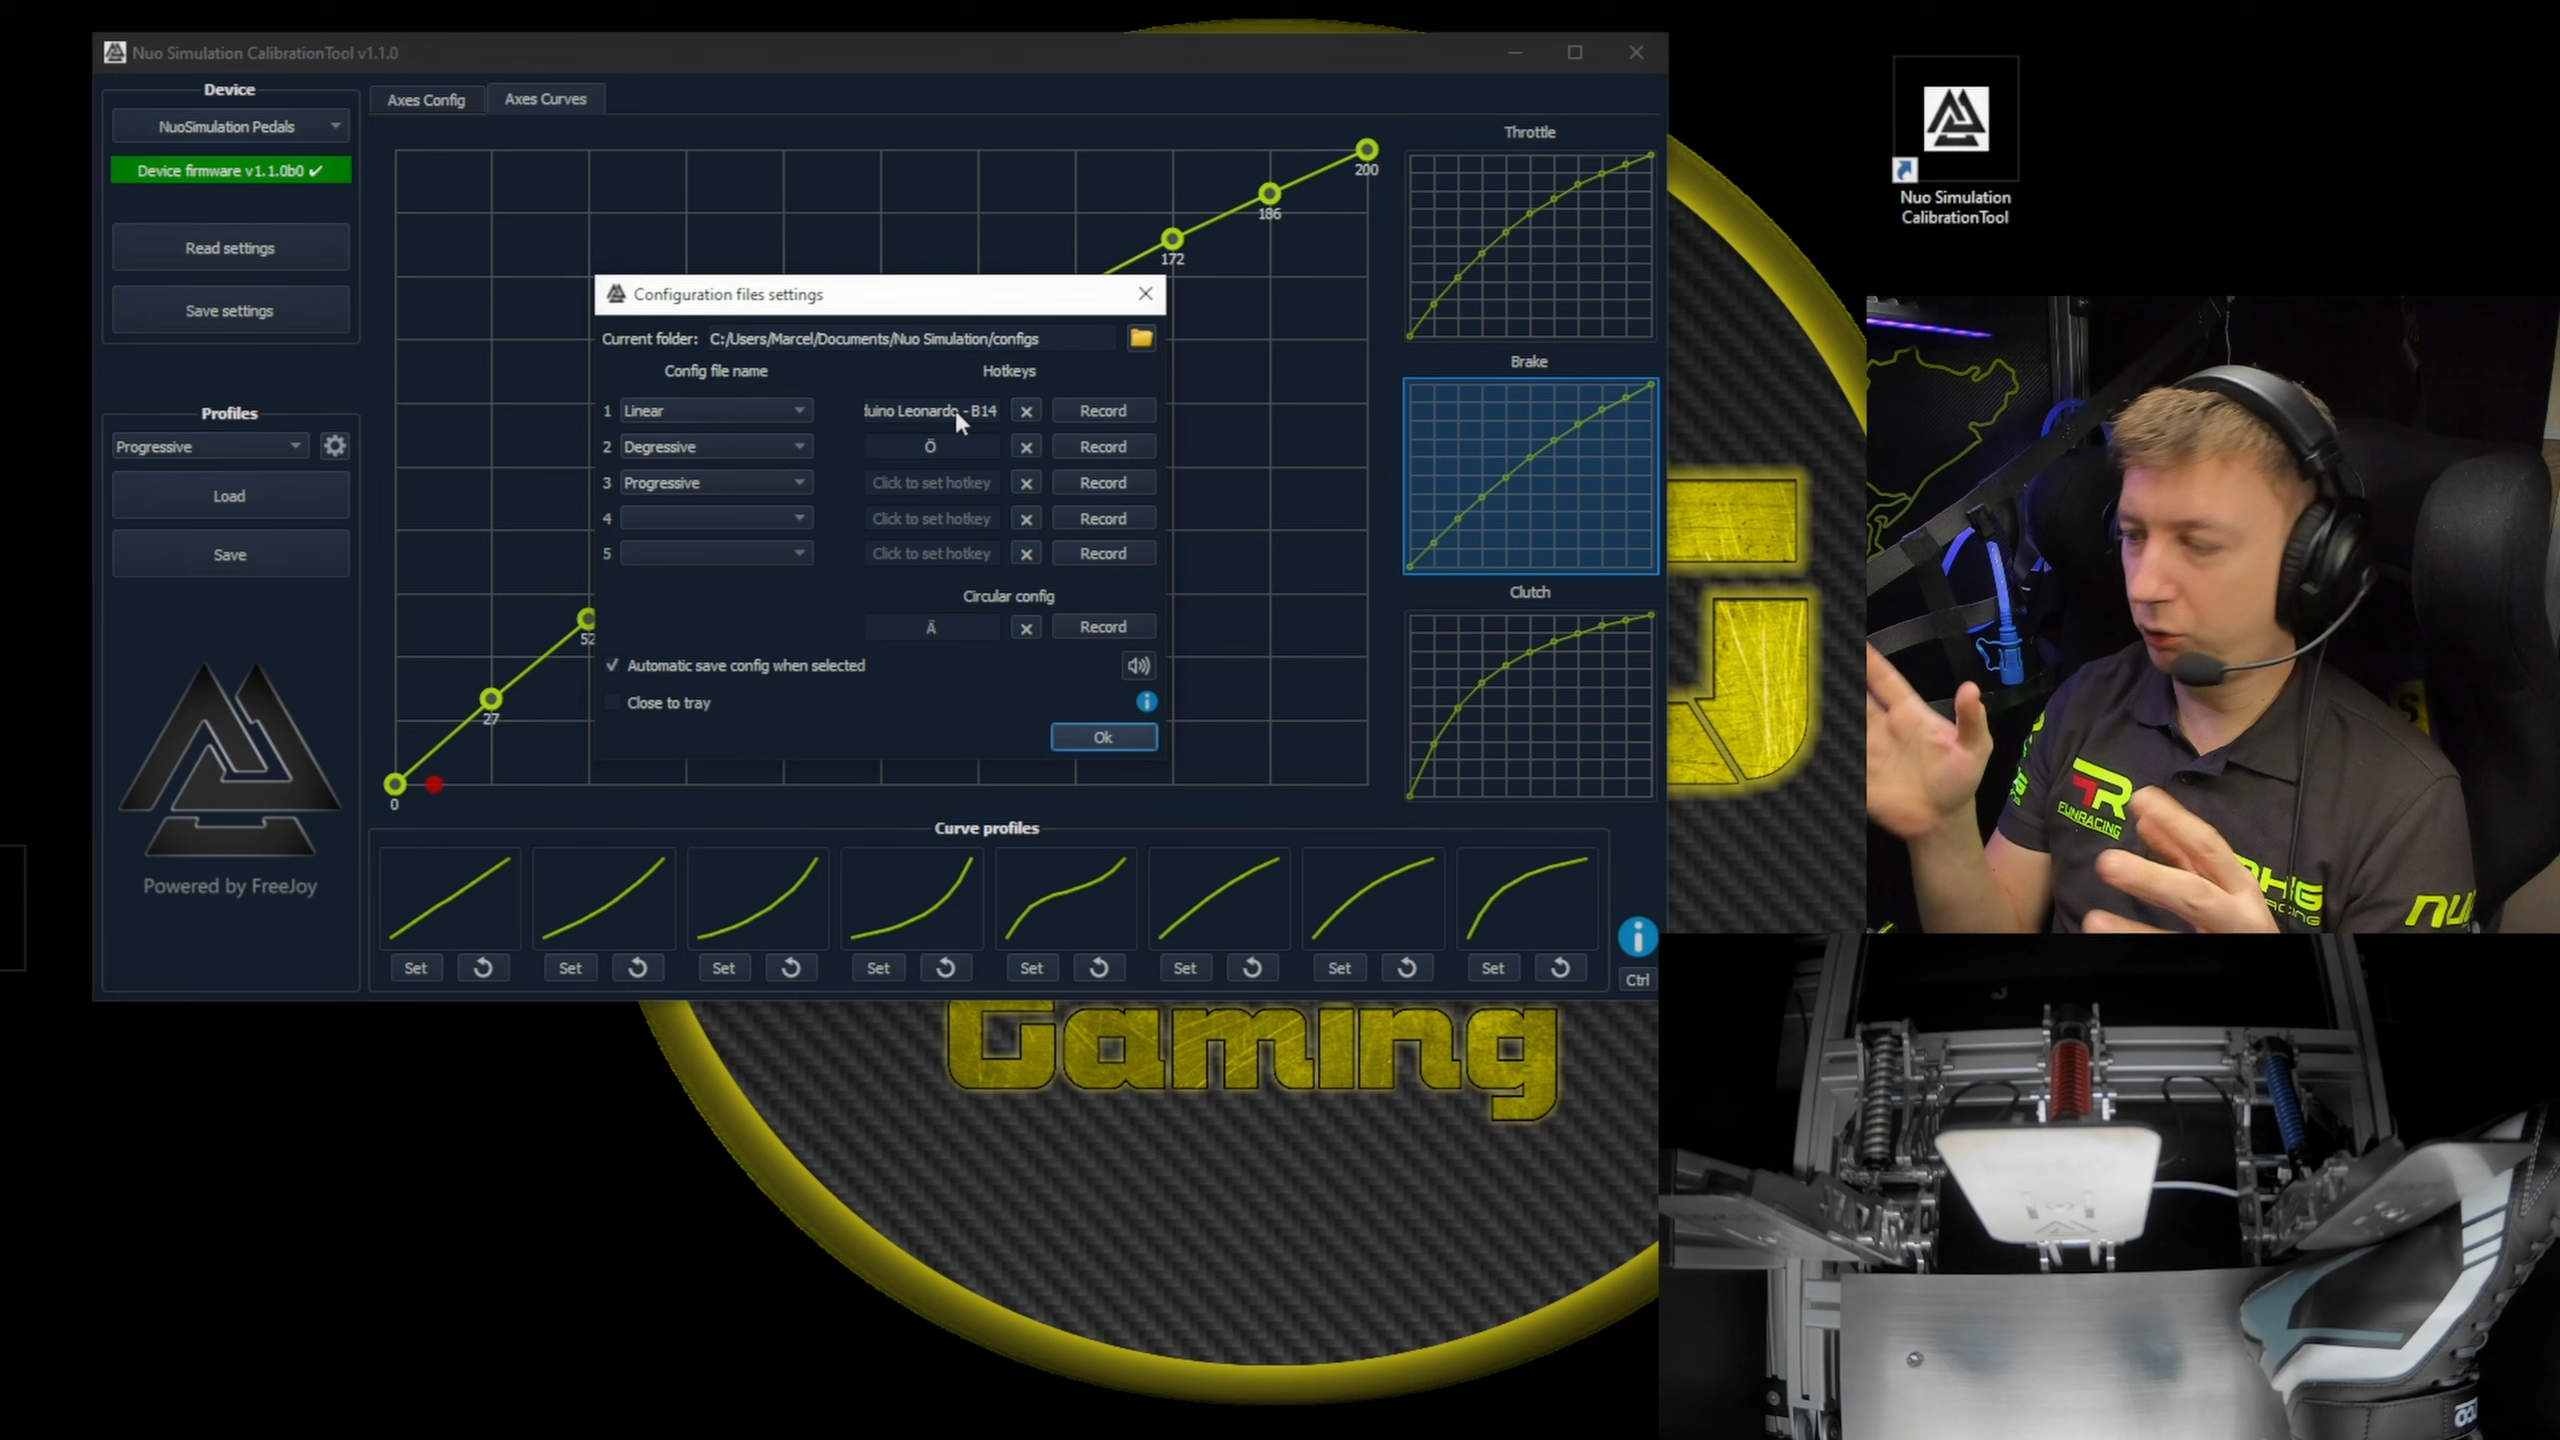 Nuo Simulation CalibrationTool v1.1.0
Device
NuoSimulation Pedals
Device firmware v1.1.0b0 ✓
Read settings
Save settings
Profiles
Progressive
Load
Save
Powered by FreeJoy
Axes Config
Axes Curves
200
186
172
52
27
0
Configuration files settings
Current folder: C:/Users/Marcel/Documents/Nuo Simulation/configs
Config file name
Hotkeys
1 Linear
duino Leonardo - B14
Record
2 Degressive
Ö
Record
3 Progressive
Click to set hotkey
Record
4
Click to set hotkey
Record
5
Click to set hotkey
Record
Circular config
Ä
Record
Automatic save config when selected
Close to tray
Ok
Throttle
Brake
Clutch
Curve profiles
Set
Set
Set
Set
Set
Set
Set
Set
Ctrl
Nuo Simulation
CalibrationTool
Gaming
FR
FUNRACING